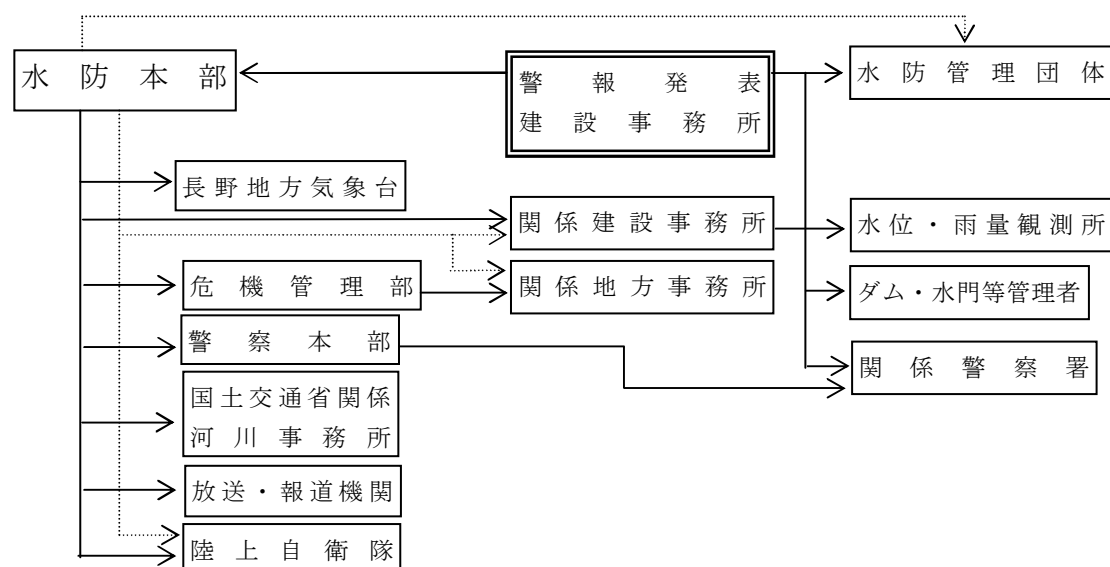 水防本部
警報発表
建設事務所
水防管理団体
長野地方気象台
関係建設事務所
水位・雨量観測所
危機管理部
関係地方事務所
ダム・水門等管理者
警察本部
関係警察署
国土交通省関係
河川事務所
放送・報道機関
陸上自衛隊